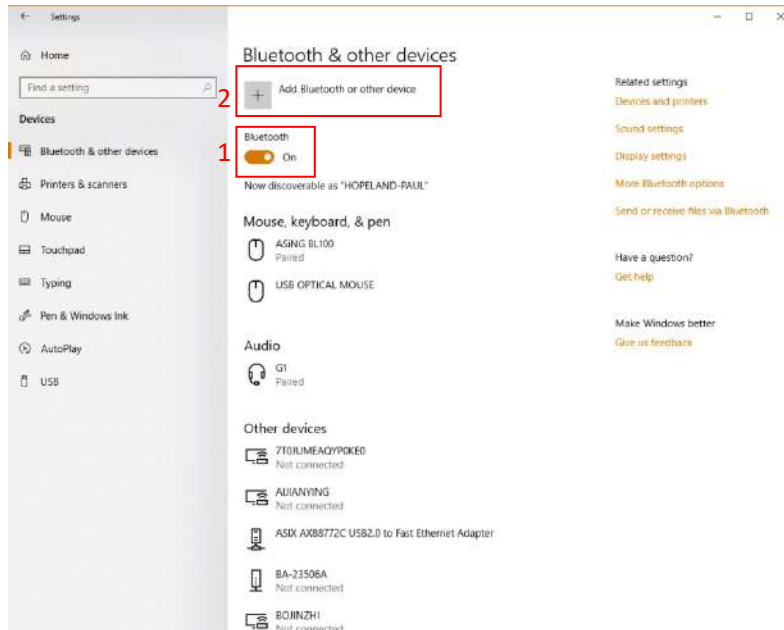 Settings
Home
Find a setting
Devices
Bluetooth & other devices
Printers & scanners
Mouse
Touchpad
Typing
Pen & Windows Ink
AutoPlay
USB
Bluetooth & other devices
2
Add Bluetooth or other device
Bluetooth
1
On
Now discoverable as "HOPELAND-PAUL"
Mouse, keyboard, & pen
ASiNG BL100
Paired
USB OPTICAL MOUSE
Audio
G1
Paired
Other devices
Not connected
AIJIANYING
Not connected
ASIX AX88772C USB2.0 to Fast Ethernet Adapter
BA-23506A
Not connected
BOJINZHI
Not connected
Related settings
Devices and printers
Sound settings
Display settings
More Bluetooth options
Send or receive files via Bluetooth
Have a question?
Get help
Make Windows better
Give us feedback